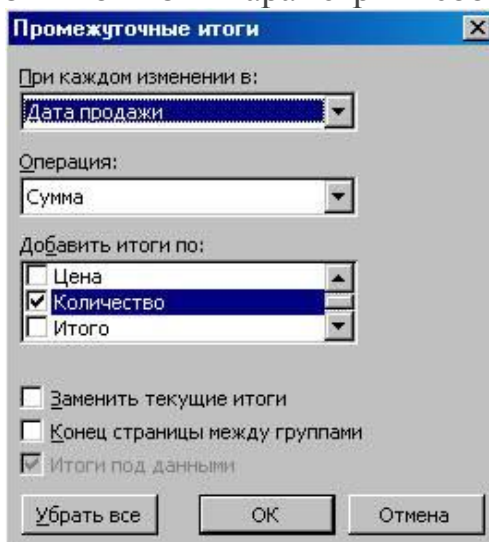 Промежуточные итоги
При каждом изменении в:
Дата продажи
Операция:
Сумма
Добавить итоги по:
Цена
Количество
Итого
Заменить текущие итоги
Конец страницы между группами
Итоги под данными
Убрать все ОК Отмена